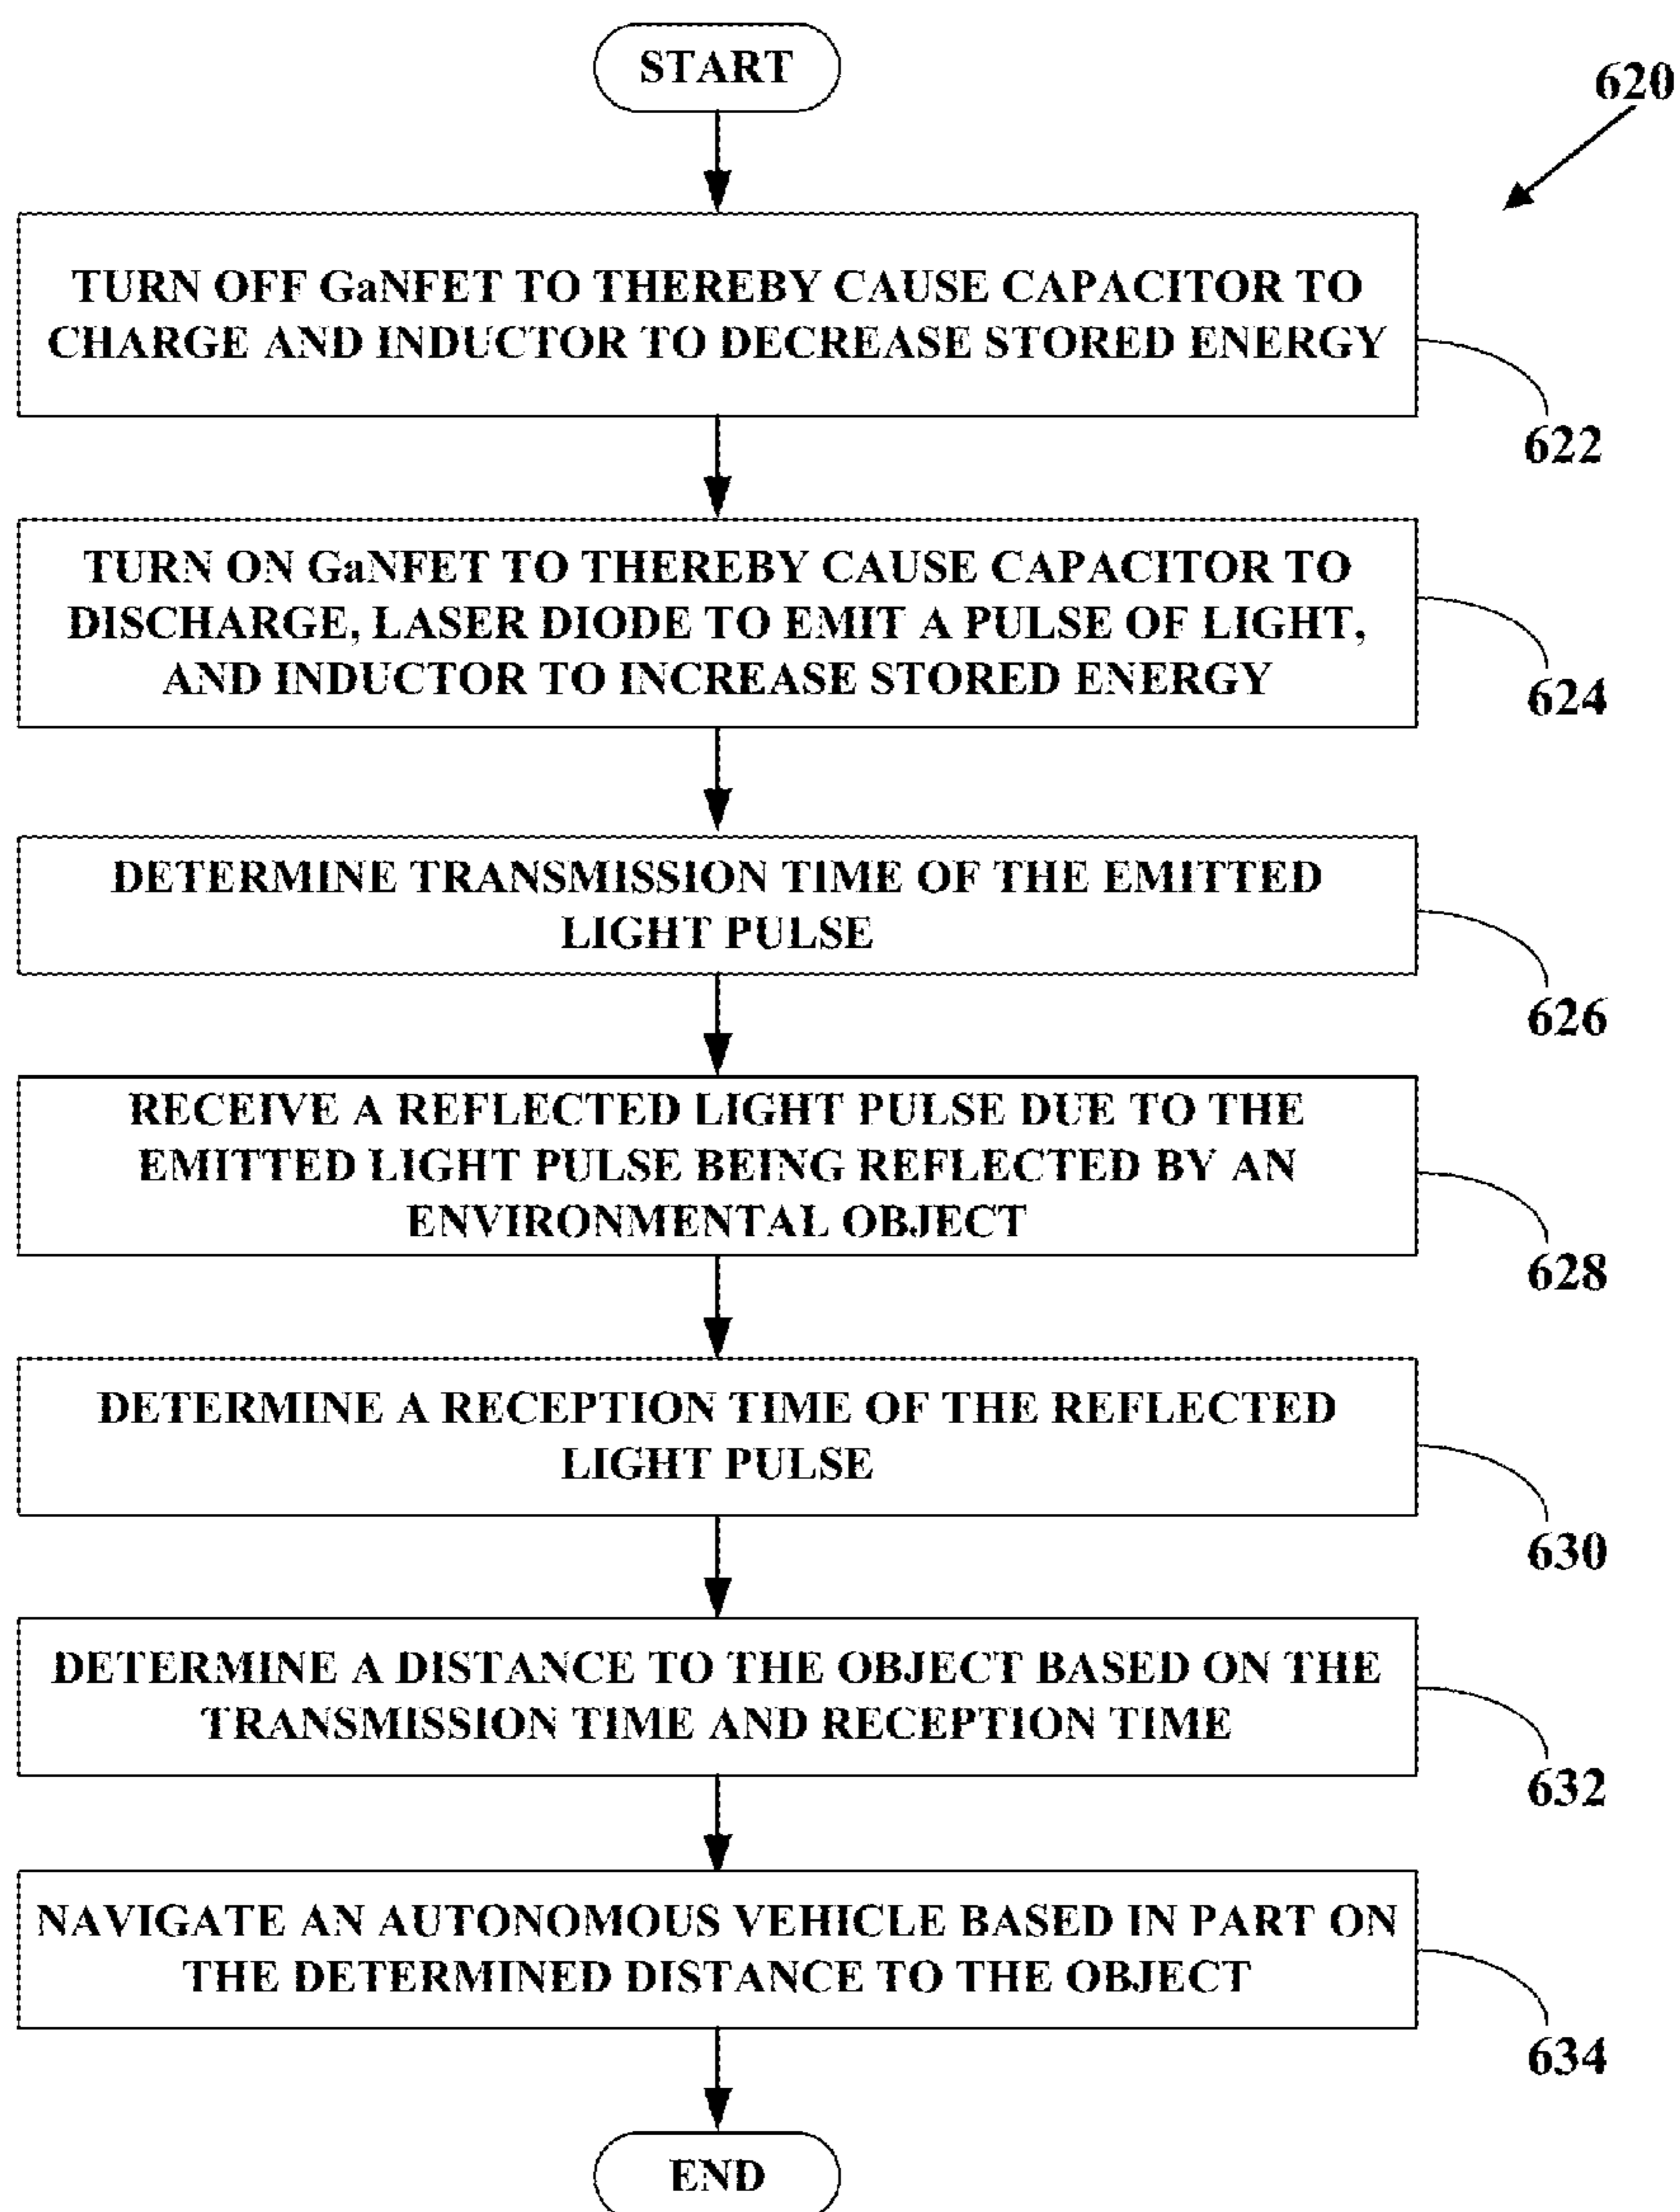 START
620
TURN OFF GaNFET TO THEREBY CAUSE CAPACITOR TO
CHARGE AND INDUCTOR TO DECREASE STORED ENERGY
622
TURN ON GaNFET TO THEREBY CAUSE CAPACITOR TO
DISCHARGE, LASER DIODE TO EMIT A PULSE OF LIGHT,
AND INDUCTOR TO INCREASE STORED ENERGY
624
DETERMINE TRANSMISSION TIME OF THE EMITTED
LIGHT PULSE
626
RECEIVE A REFLECTED LIGHT PULSE DUE TO THE
EMITTED LIGHT PULSE BEING REFLECTED BY AN
ENVIRONMENTAL OBJECT
628
DETERMINE A RECEPTION TIME OF THE REFLECTED
LIGHT PULSE
630
DETERMINE A DISTANCE TO THE OBJECT BASED ON THE
TRANSMISSION TIME AND RECEPTION TIME
632
NAVIGATE AN AUTONOMOUS VEHICLE BASED IN PART ON
THE DETERMINED DISTANCE TO THE OBJECT
634
END